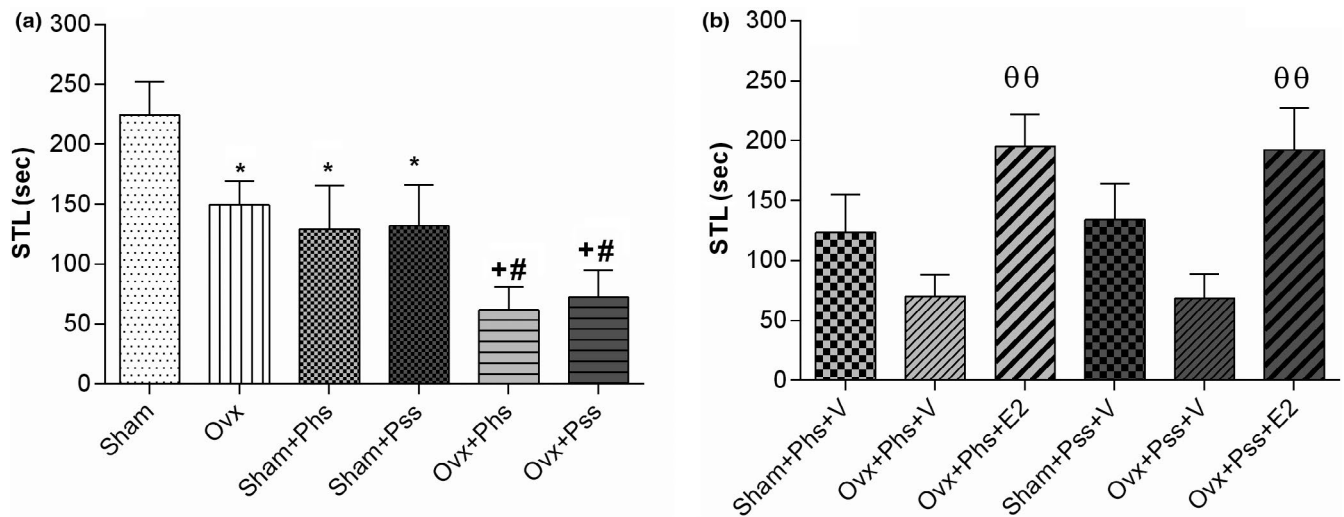 (a)
STL (sec)
300
250
200
150
100
50
0
*
*
*
+#
+#
Sham
Ovx
Sham+Phs
Sham+Pss
Ovx+Phs
Ovx+Pss
(b)
STL (sec)
300
250
200
150
100
50
0
θθ
θθ
Sham+Phs+V
Ovx+Phs+V
Ovx+Phs+E2
Sham+Pss+V
Ovx+Pss+V
Ovx+Pss+E2